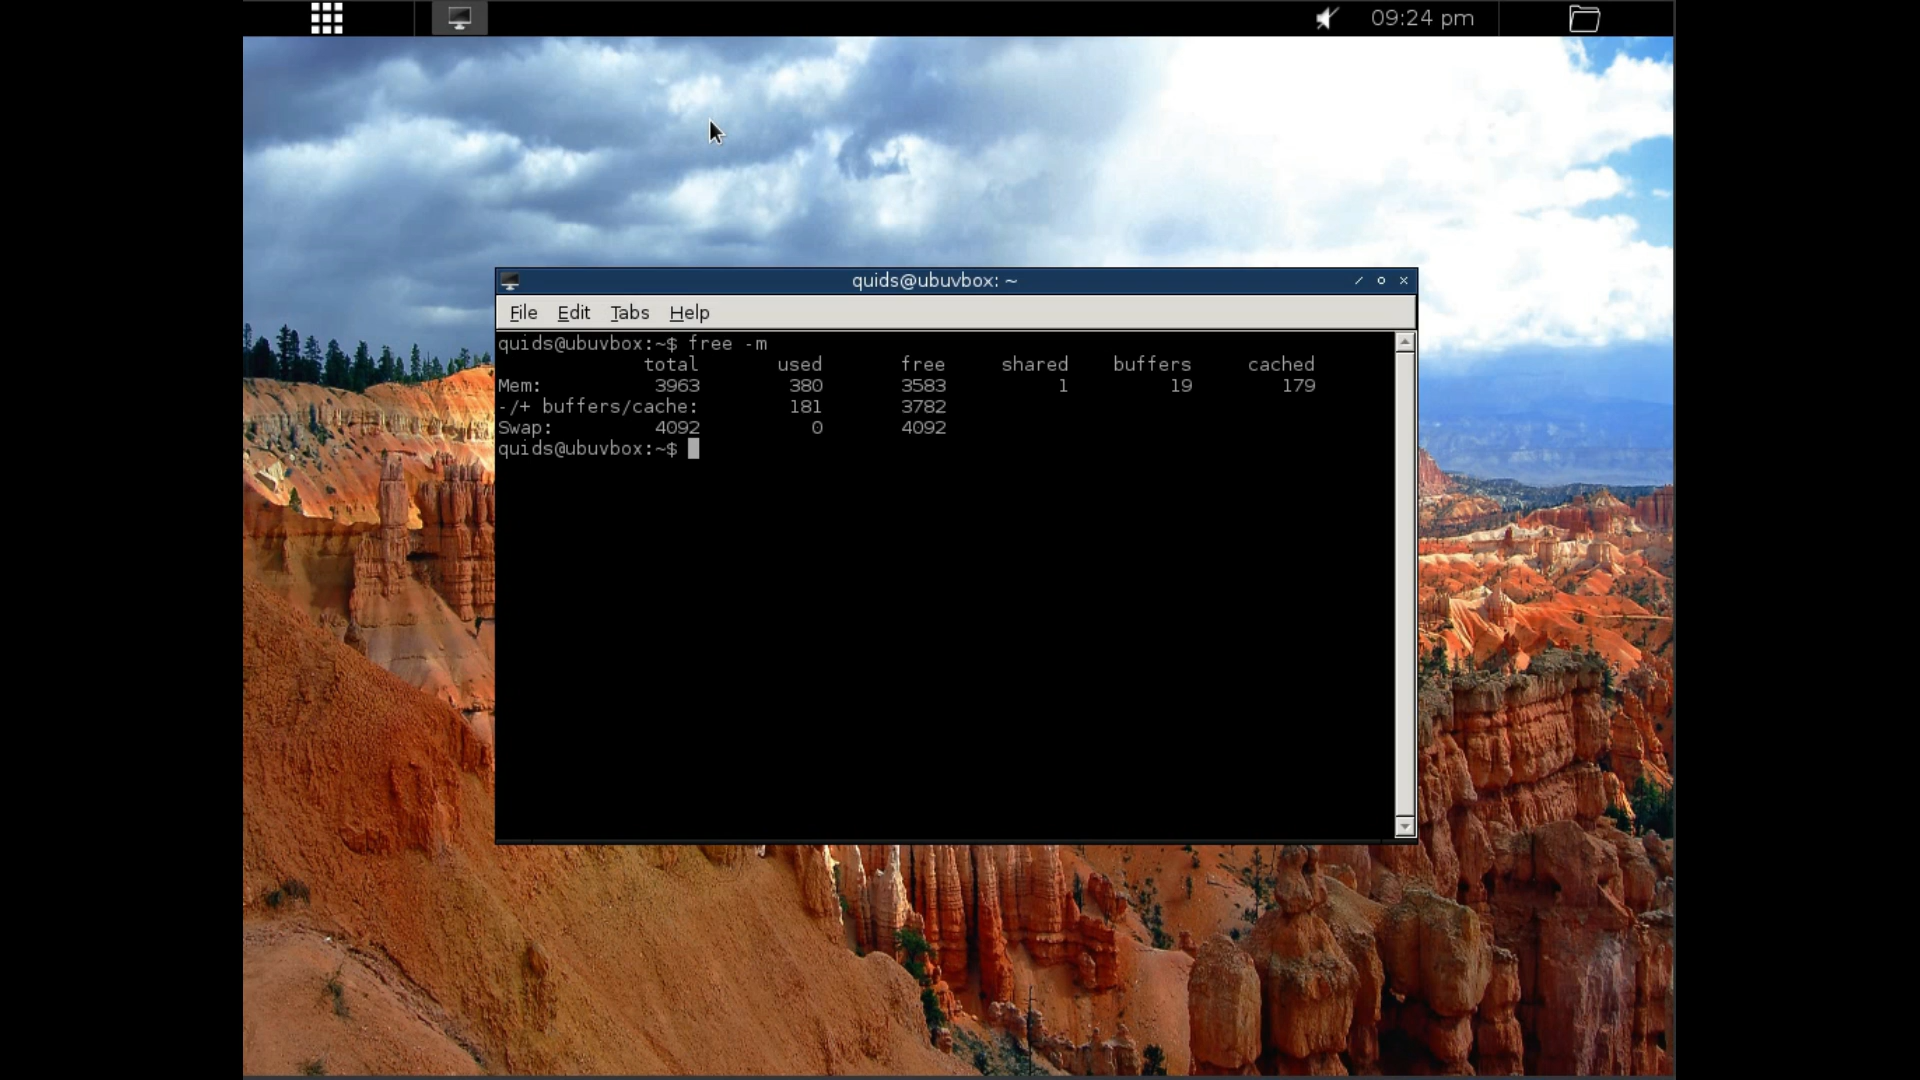 09:24 pm
quids@ubuvbox: ~
File Edit Tabs Help
quids@ubuvbox:~$ free -m
             total       used       free     shared    buffers     cached
Mem:          3963        380       3583          1         19        179
-/+ buffers/cache:        181       3782
Swap:         4092          0       4092
quids@ubuvbox:~$